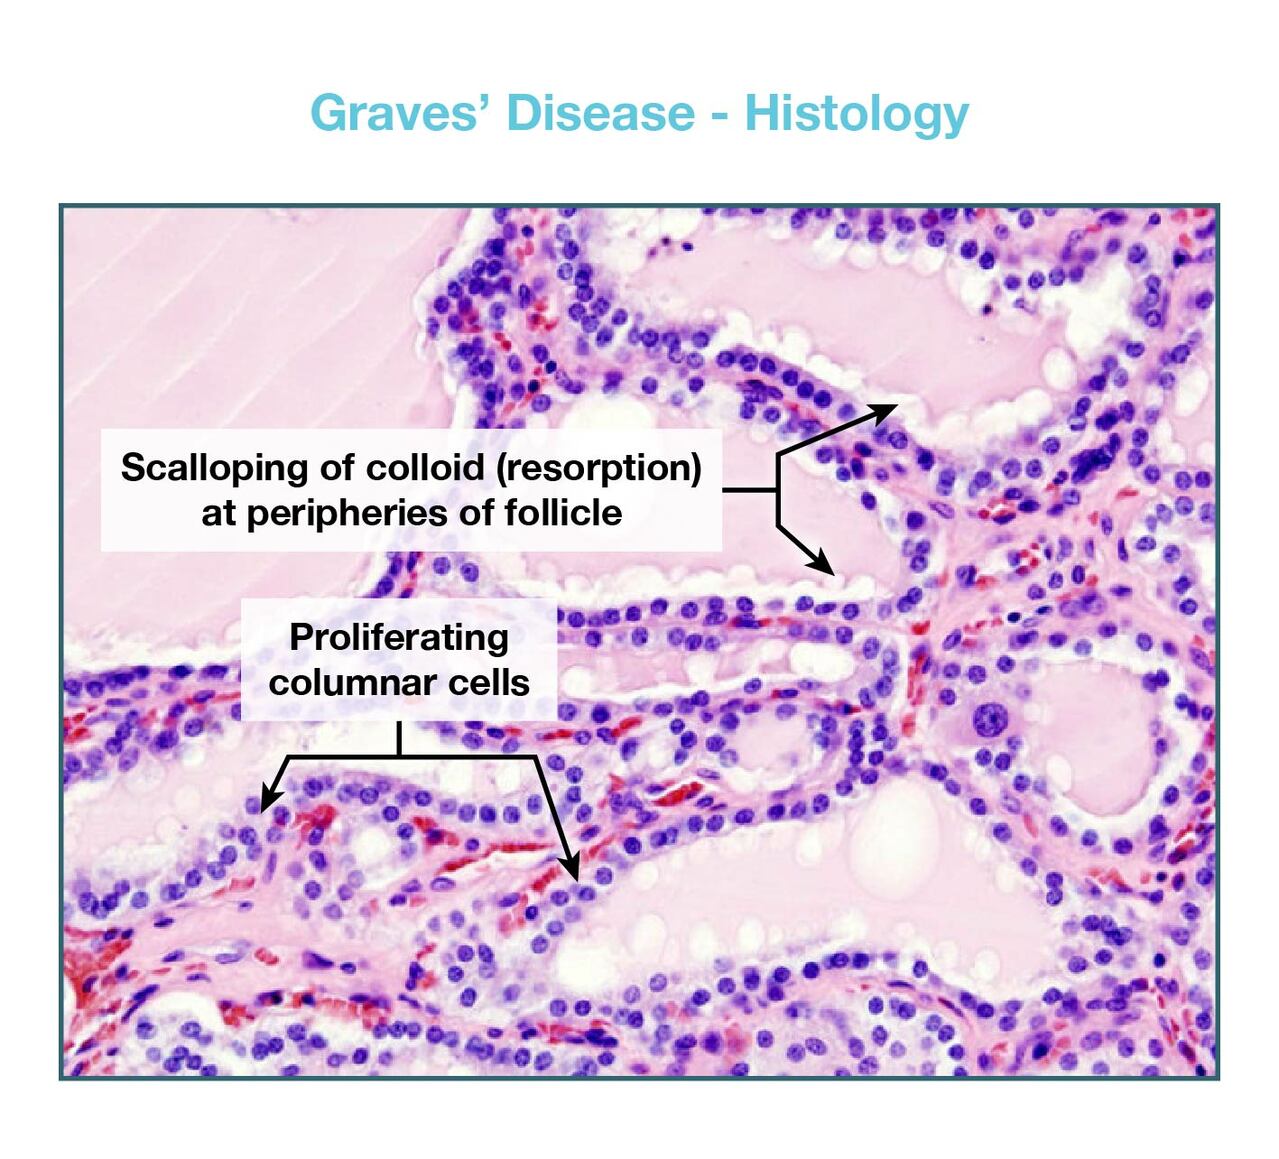 Graves’ Disease - Histology
Scalloping of colloid (resorption)
at peripheries of follicle
Proliferating
columnar cells